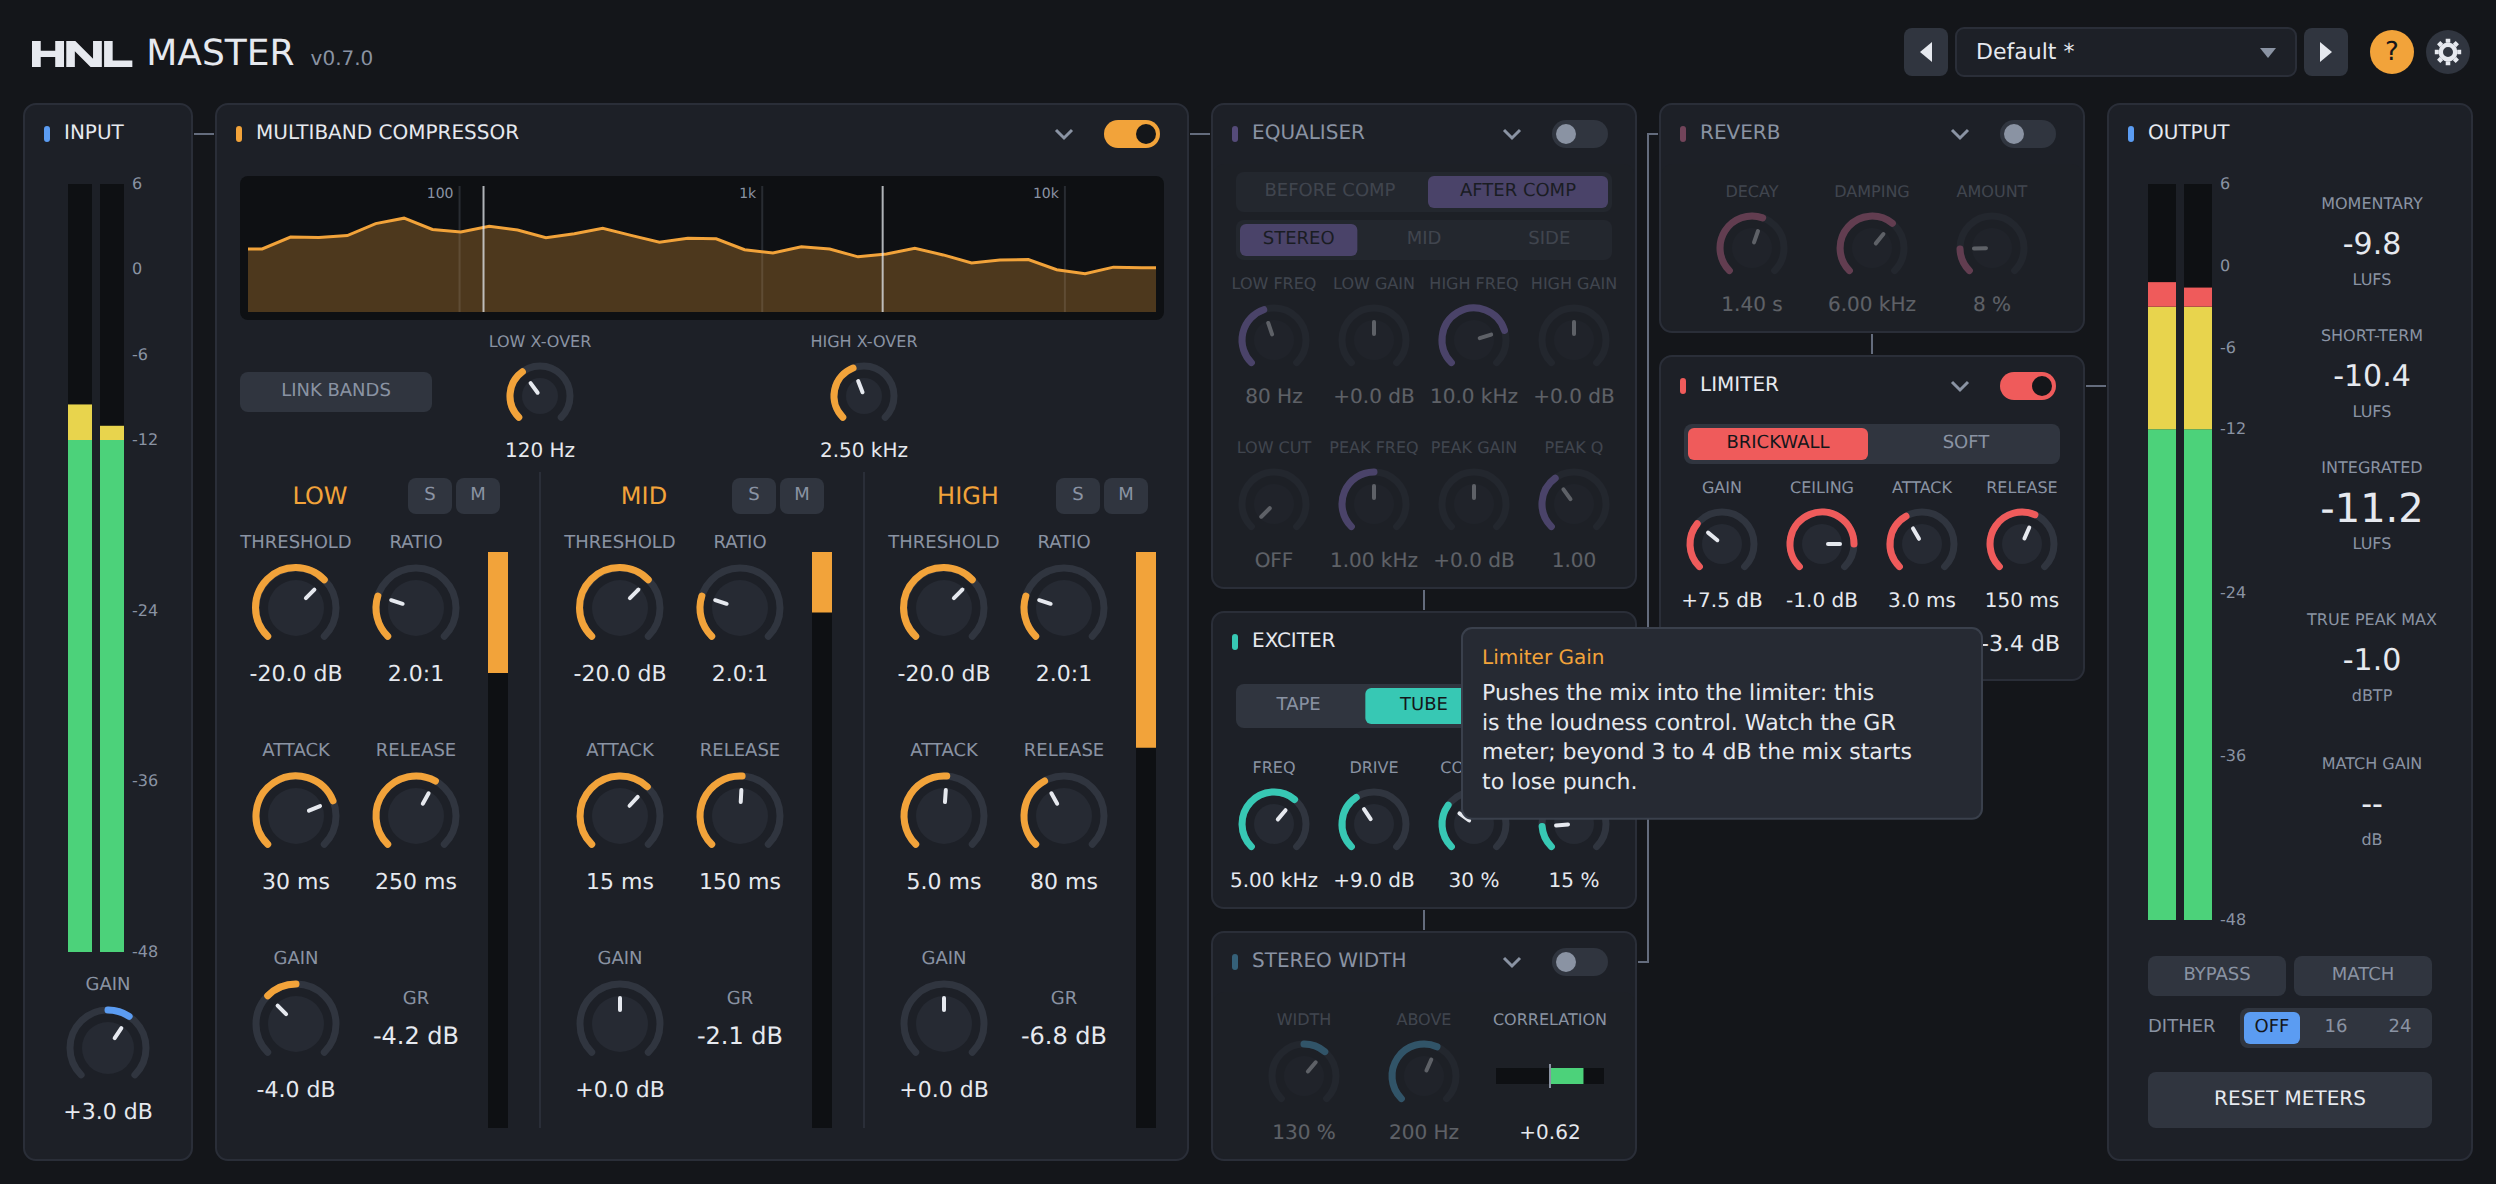 HNL MASTER v0.7.0
Default *
?
INPUT
6
0
-6
-12
-24
-36
-48
GAIN
+3.0 dB
MULTIBAND COMPRESSOR
100
1k
10k
LINK BANDS
LOW X-OVER
120 Hz
HIGH X-OVER
2.50 kHz
LOW
S
M
THRESHOLD
RATIO
-20.0 dB
2.0:1
ATTACK
RELEASE
30 ms
250 ms
GAIN
GR
-4.2 dB
-4.0 dB
MID
S
M
THRESHOLD
RATIO
-20.0 dB
2.0:1
ATTACK
RELEASE
15 ms
150 ms
GAIN
GR
-2.1 dB
+0.0 dB
HIGH
S
M
THRESHOLD
RATIO
-20.0 dB
2.0:1
ATTACK
RELEASE
5.0 ms
80 ms
GAIN
GR
-6.8 dB
+0.0 dB
EQUALISER
BEFORE COMP
AFTER COMP
STEREO
MID
SIDE
LOW FREQ
LOW GAIN
HIGH FREQ
HIGH GAIN
80 Hz
+0.0 dB
10.0 kHz
+0.0 dB
LOW CUT
PEAK FREQ
PEAK GAIN
PEAK Q
OFF
1.00 kHz
+0.0 dB
1.00
EXCITER
TAPE
TUBE
FREQ
DRIVE
5.00 kHz
+9.0 dB
30 %
15 %
STEREO WIDTH
WIDTH
ABOVE
CORRELATION
130 %
200 Hz
+0.62
REVERB
DECAY
DAMPING
AMOUNT
1.40 s
6.00 kHz
8 %
LIMITER
BRICKWALL
SOFT
GAIN
CEILING
ATTACK
RELEASE
+7.5 dB
-1.0 dB
3.0 ms
150 ms
-3.4 dB
Limiter Gain
Pushes the mix into the limiter: this
is the loudness control. Watch the GR
meter; beyond 3 to 4 dB the mix starts
to lose punch.
OUTPUT
6
0
-6
-12
-24
-36
-48
MOMENTARY
-9.8
LUFS
SHORT-TERM
-10.4
LUFS
INTEGRATED
-11.2
LUFS
TRUE PEAK MAX
-1.0
dBTP
MATCH GAIN
--
dB
BYPASS
MATCH
DITHER
OFF
16
24
RESET METERS